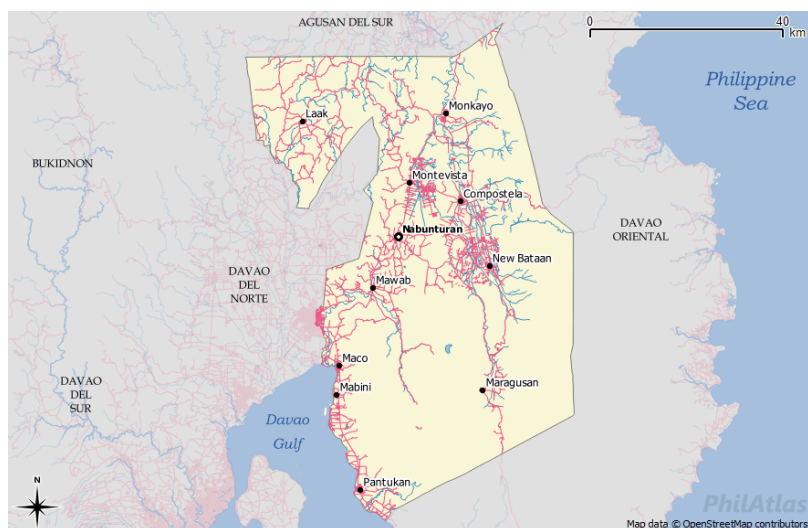 AGUSAN DEL SUR
0
40
km
Philippine
Sea
Monkayo
Laak
BUKIDNON
Montevista
Compostela
DAVAO
ORIENTAL
Nabunturan
New Bataan
DAVAO
DEL
NORTE
Mawab
Maco
Mabini
Maragusan
DAVAO
DEL
SUR
Davao
Gulf
Pantukan
N
PhilAtlas
Map data © OpenStreetMap contributors